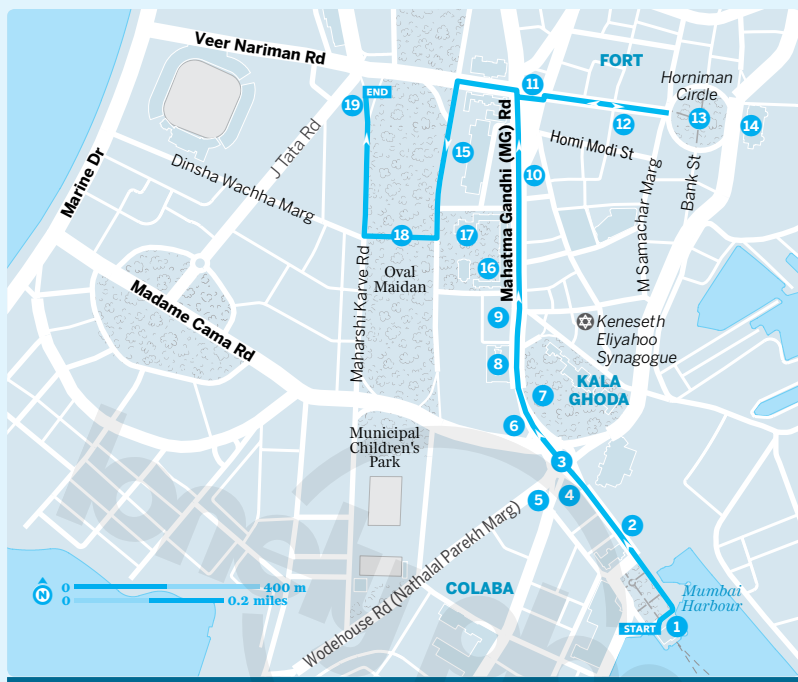 Veer Nariman Rd
FORT
Horniman
Circle
END
11
19
13
12
14
J Tata Rd
Mahatma Gandhi (MG) Rd
Homi Modi St
15
10
Dinsha Wachha Marg
M Samachar Marg
Bank St
Marine Dr
18
17
16
Oval
Maidan
Maharshi Karve Rd
Madame Cama Rd
9
Keneseth
Eliyahoo
Synagogue
8
KALA
GHODA
7
6
Municipal
Children's
Park
3
4
5
2
Wodehouse Rd (Nathalal Parekh Marg)
COLABA
Mumbai
Harbour
N
0 400 m
0 0.2 miles
START
1
lonely